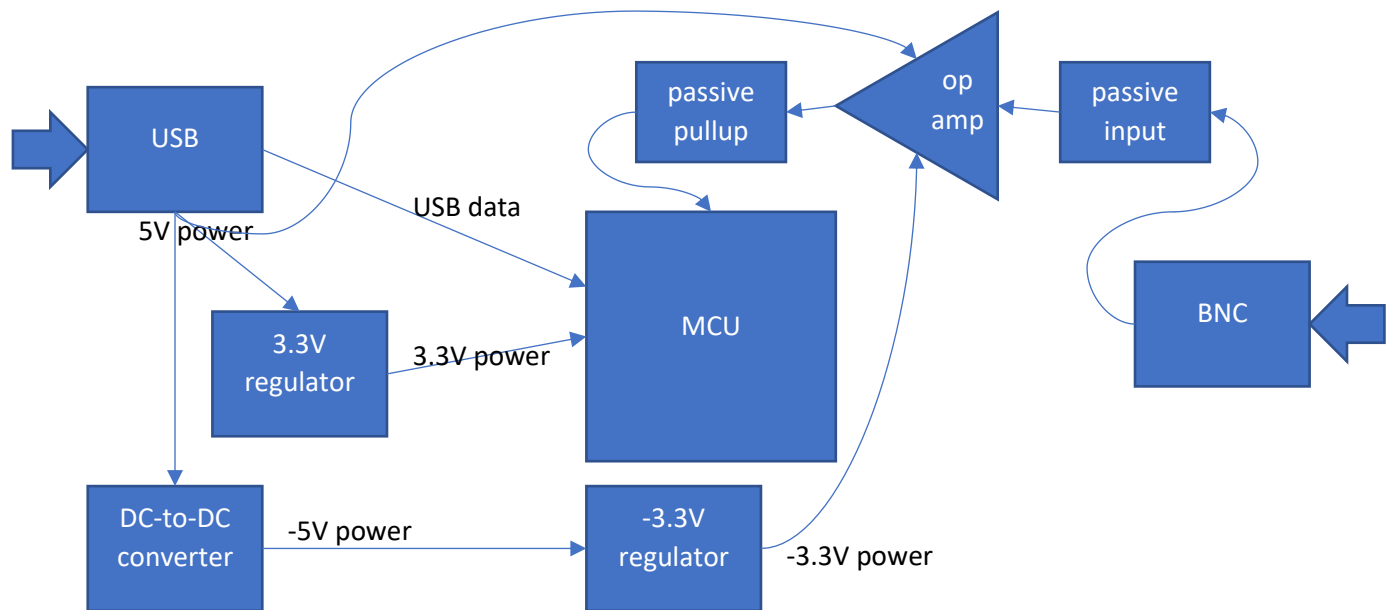 op
amp
passive
pullup
passive
input
USB
USB data
5V power
BNC
MCU
3.3V
regulator
3.3V power
DC-to-DC
converter
-5V power
-3.3V
regulator
-3.3V power